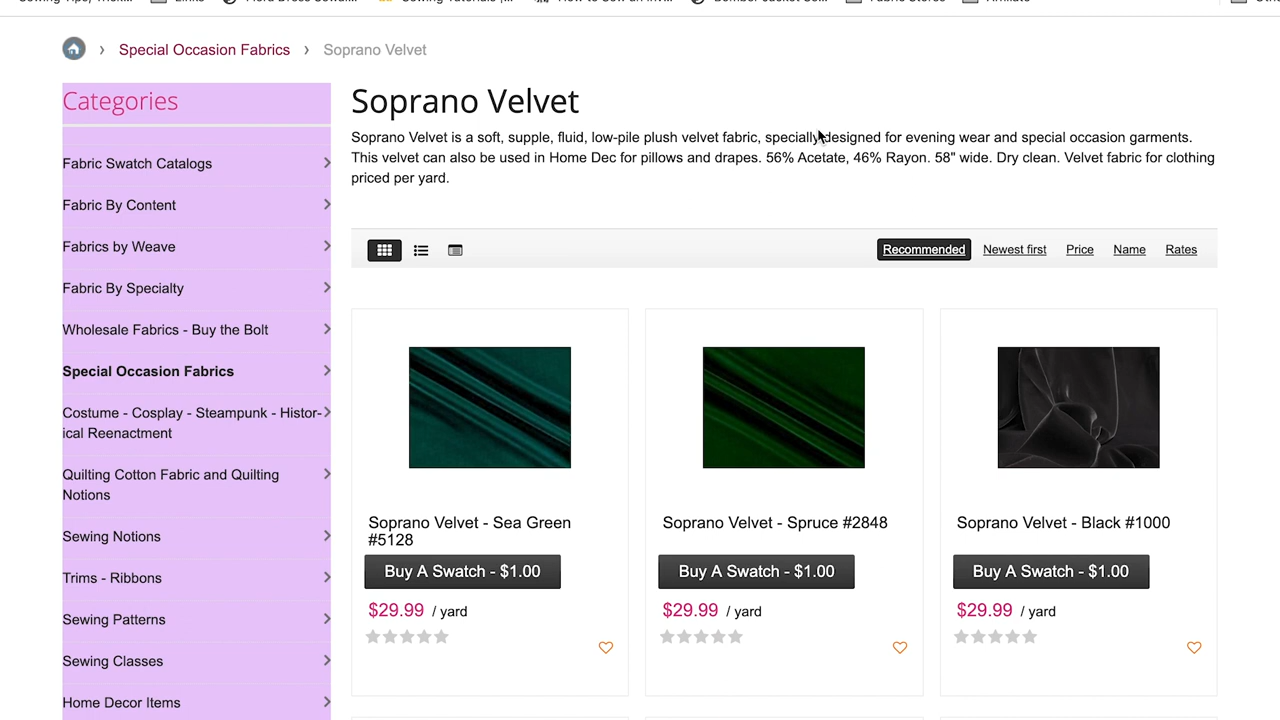 Special Occasion Fabrics
Soprano Velvet
Categories
Fabric Swatch Catalogs
Fabric By Content
Fabrics by Weave
Fabric By Specialty
Wholesale Fabrics - Buy the Bolt
Special Occasion Fabrics
Costume - Cosplay - Steampunk - Histor-
ical Reenactment
Quilting Cotton Fabric and Quilting
Notions
Sewing Notions
Trims - Ribbons
Sewing Patterns
Sewing Classes
Home Decor Items
Soprano Velvet
Soprano Velvet is a soft, supple, fluid, low-pile plush velvet fabric, specially designed for evening wear and special occasion garments.
This velvet can also be used in Home Dec for pillows and drapes. 56% Acetate, 46% Rayon. 58" wide. Dry clean. Velvet fabric for clothing
priced per yard.
Recommended Newest first Price Name Rates
Soprano Velvet - Sea Green
#5128
Buy A Swatch - $1.00
$29.99 / yard
Soprano Velvet - Spruce #2848
Buy A Swatch - $1.00
$29.99 / yard
Soprano Velvet - Black #1000
Buy A Swatch - $1.00
$29.99 / yard